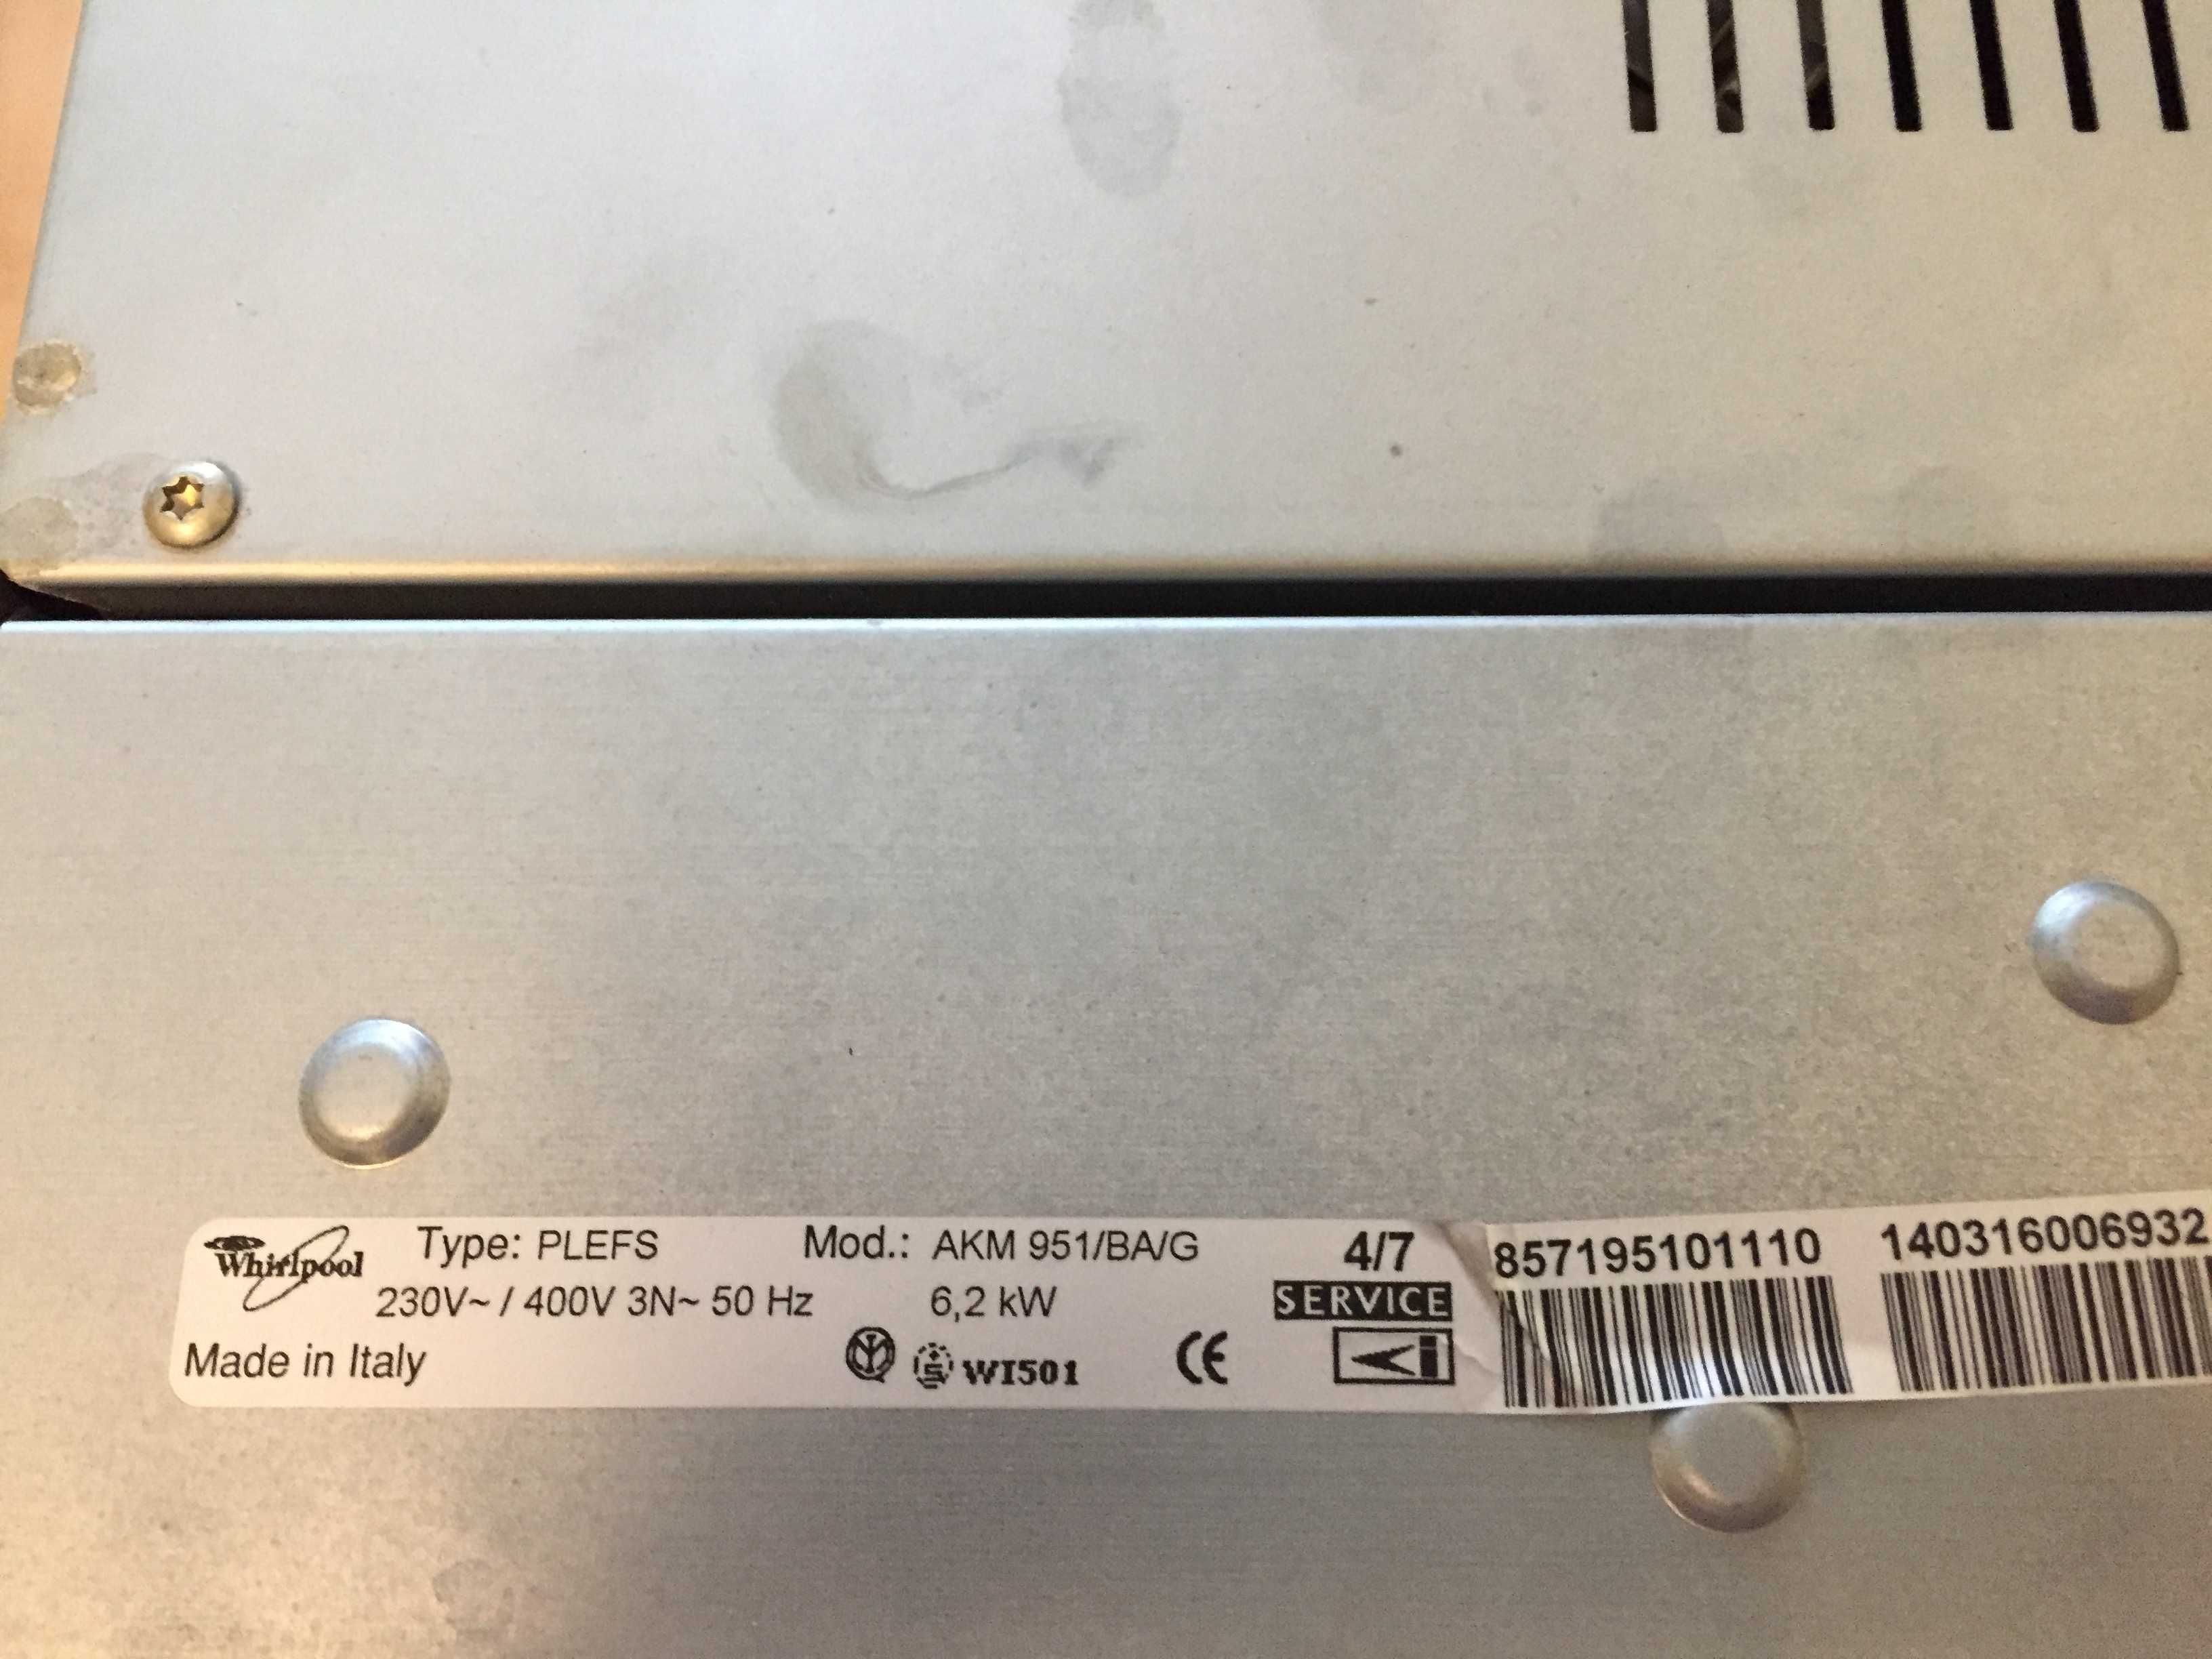 Whirlpool Type: PLEFS Mod.: AKM 951/BA/G 4/7 857195101110 140316006932
230V~ / 400V 3N~ 50 Hz 6,2 kW SERVICE
Made in Italy S WI501 CE i